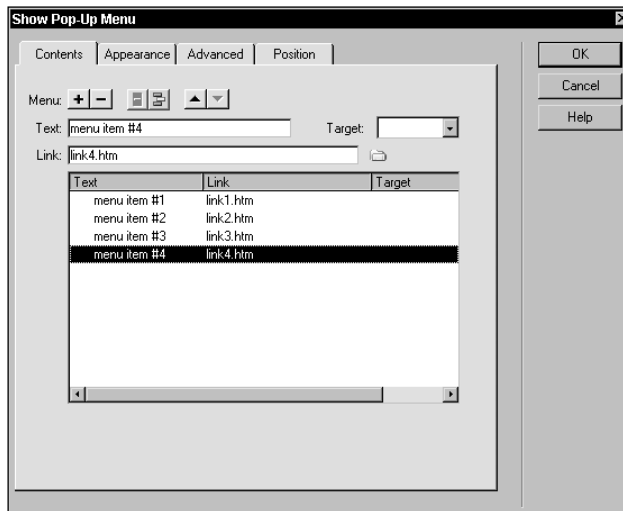 Show Pop-Up Menu
Contents Appearance Advanced Position
OK
Cancel
Help
Menu:
Text: menu item #4 Target:
Link: link4.htm
Text Link Target
menu item #1 link1.htm
menu item #2 link2.htm
menu item #3 link3.htm
menu item #4 link4.htm